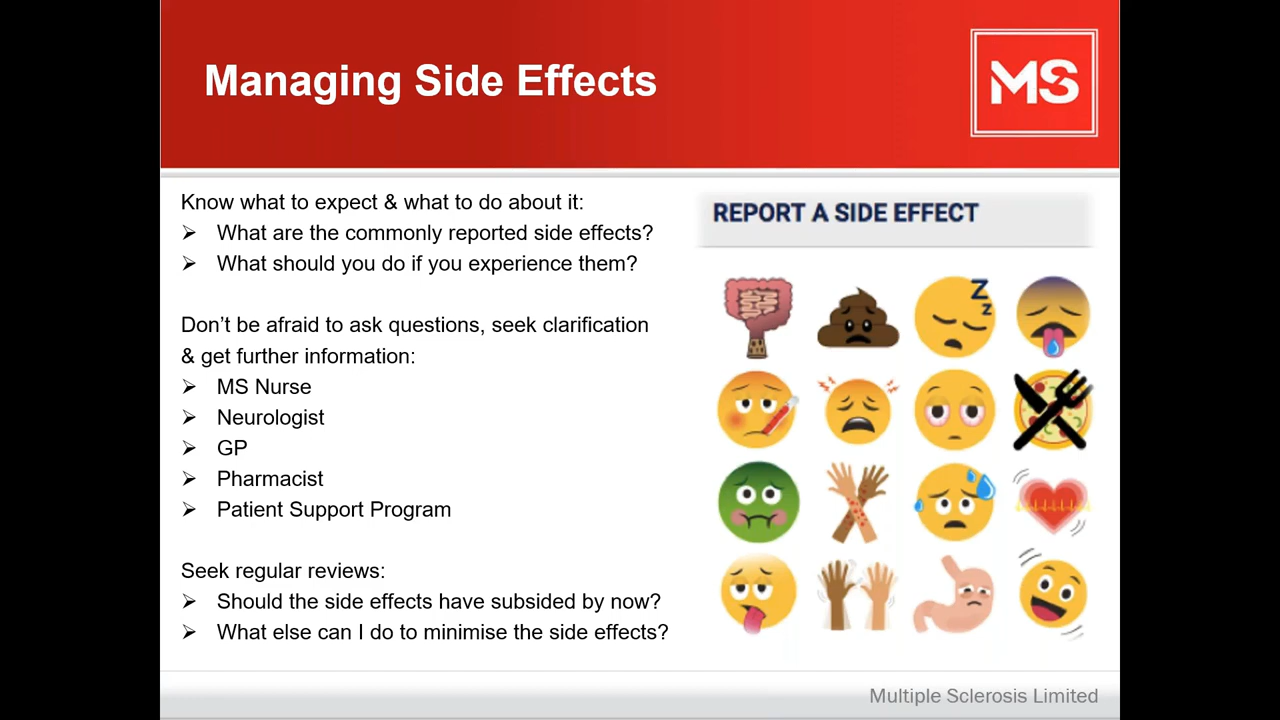 Managing Side Effects
MS
Know what to expect & what to do about it:
➢ What are the commonly reported side effects?
➢ What should you do if you experience them?
Don’t be afraid to ask questions, seek clarification
& get further information:
➢ MS Nurse
➢ Neurologist
➢ GP
➢ Pharmacist
➢ Patient Support Program
Seek regular reviews:
➢ Should the side effects have subsided by now?
➢ What else can I do to minimise the side effects?
REPORT A SIDE EFFECT
Z
z
Multiple Sclerosis Limited